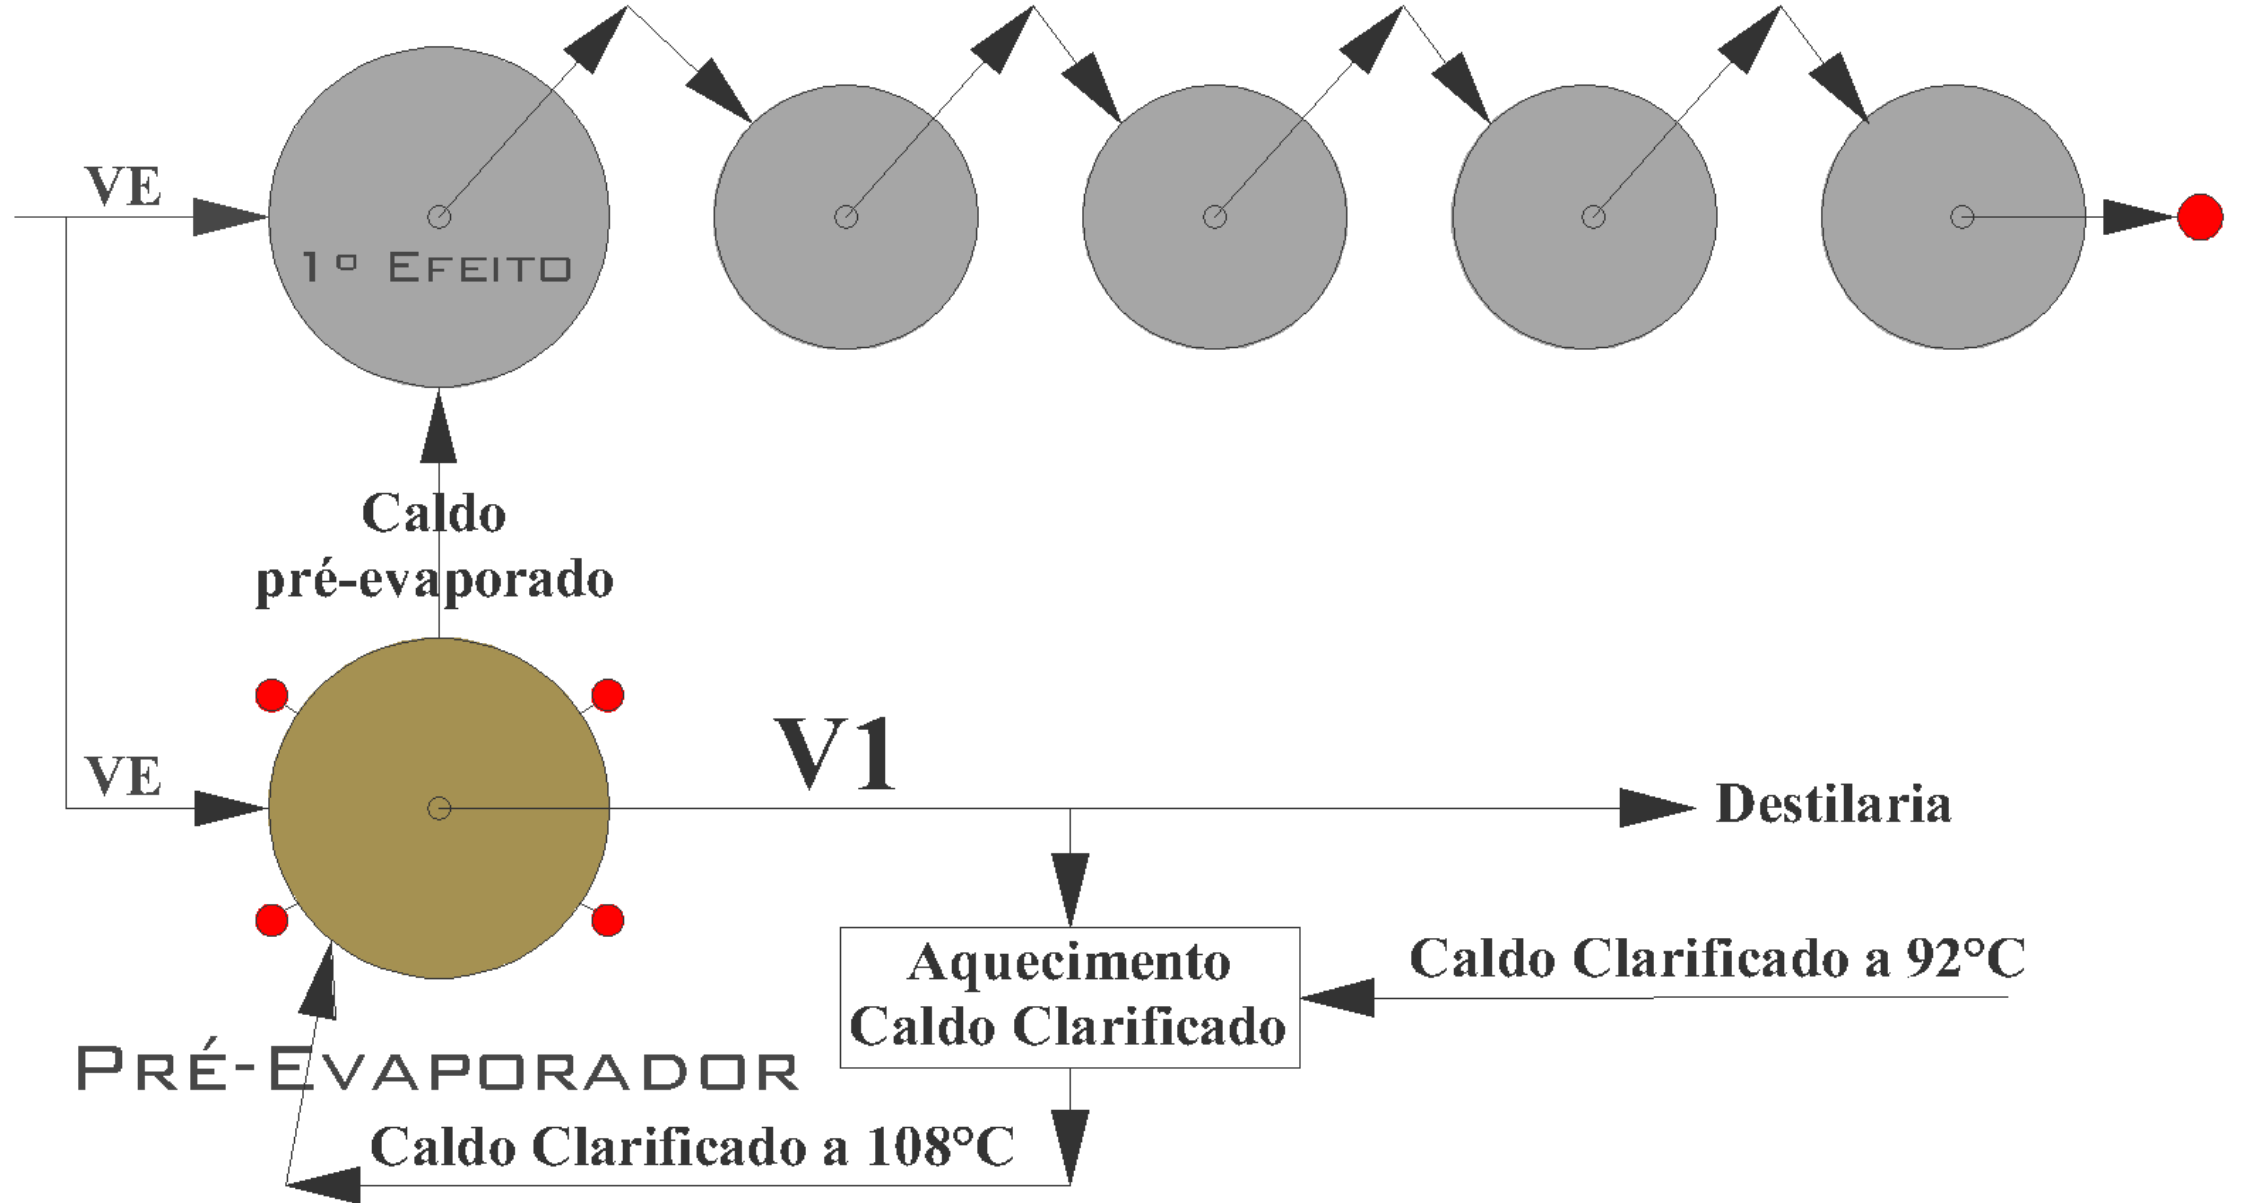 VE
1º EFEITO
Caldo
pré-evaporado
VE
V1
Destilaria
Aquecimento
Caldo Clarificado
Caldo Clarificado a 92°C
PRÉ-EVAPORADOR
Caldo Clarificado a 108°C